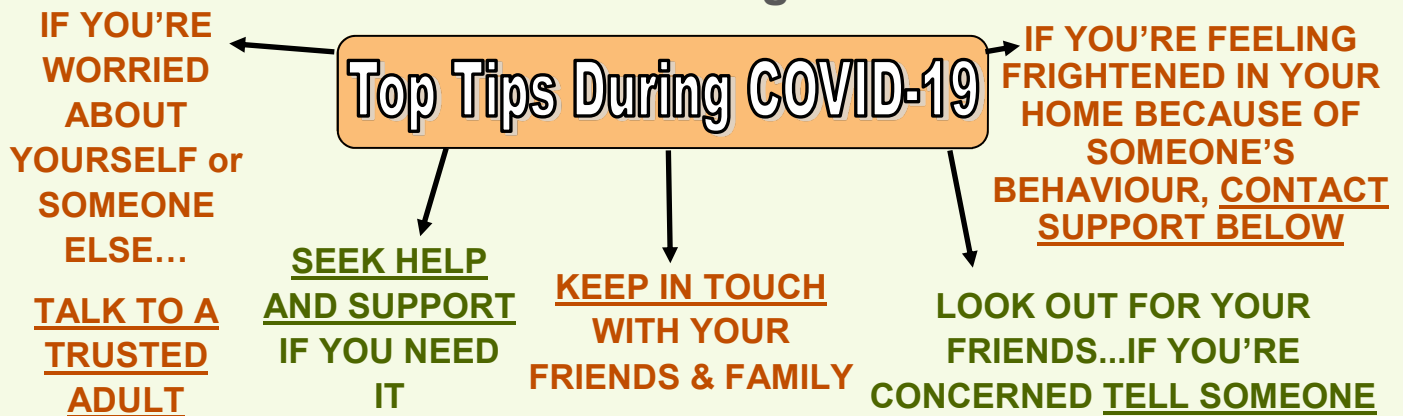 Top Tips During COVID-19
IF YOU’RE
WORRIED
ABOUT
YOURSELF or
SOMEONE
ELSE…
TALK TO A
TRUSTED
ADULT
SEEK HELP
AND SUPPORT
IF YOU NEED
IT
KEEP IN TOUCH
WITH YOUR
FRIENDS & FAMILY
LOOK OUT FOR YOUR
FRIENDS...IF YOU’RE
CONCERNED TELL SOMEONE
IF YOU’RE FEELING
FRIGHTENED IN YOUR
HOME BECAUSE OF
SOMEONE’S
BEHAVIOUR, CONTACT
SUPPORT BELOW